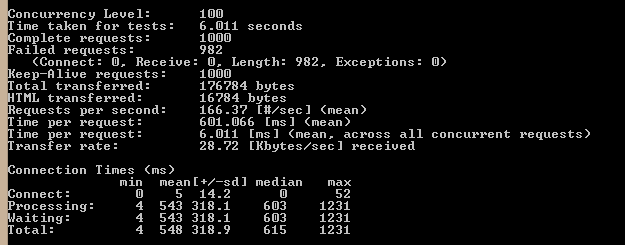 Concurrency Level:      100
Time taken for tests:   6.011 seconds
Complete requests:      1000
Failed requests:        982
   (Connect: 0, Receive: 0, Length: 982, Exceptions: 0)
Keep-Alive requests:    1000
Total transferred:      176784 bytes
HTML transferred:       16784 bytes
Requests per second:    166.37 [#/sec] (mean)
Time per request:       601.066 [ms] (mean)
Time per request:       6.011 [ms] (mean, across all concurrent requests)
Transfer rate:          28.72 [Kbytes/sec] received

Connection Times (ms)
              min  mean[+/-sd] median   max
Connect:        0    5  14.2      0      52
Processing:     4  543 318.1    603    1231
Waiting:        4  543 318.1    603    1231
Total:          4  548 318.9    615    1231